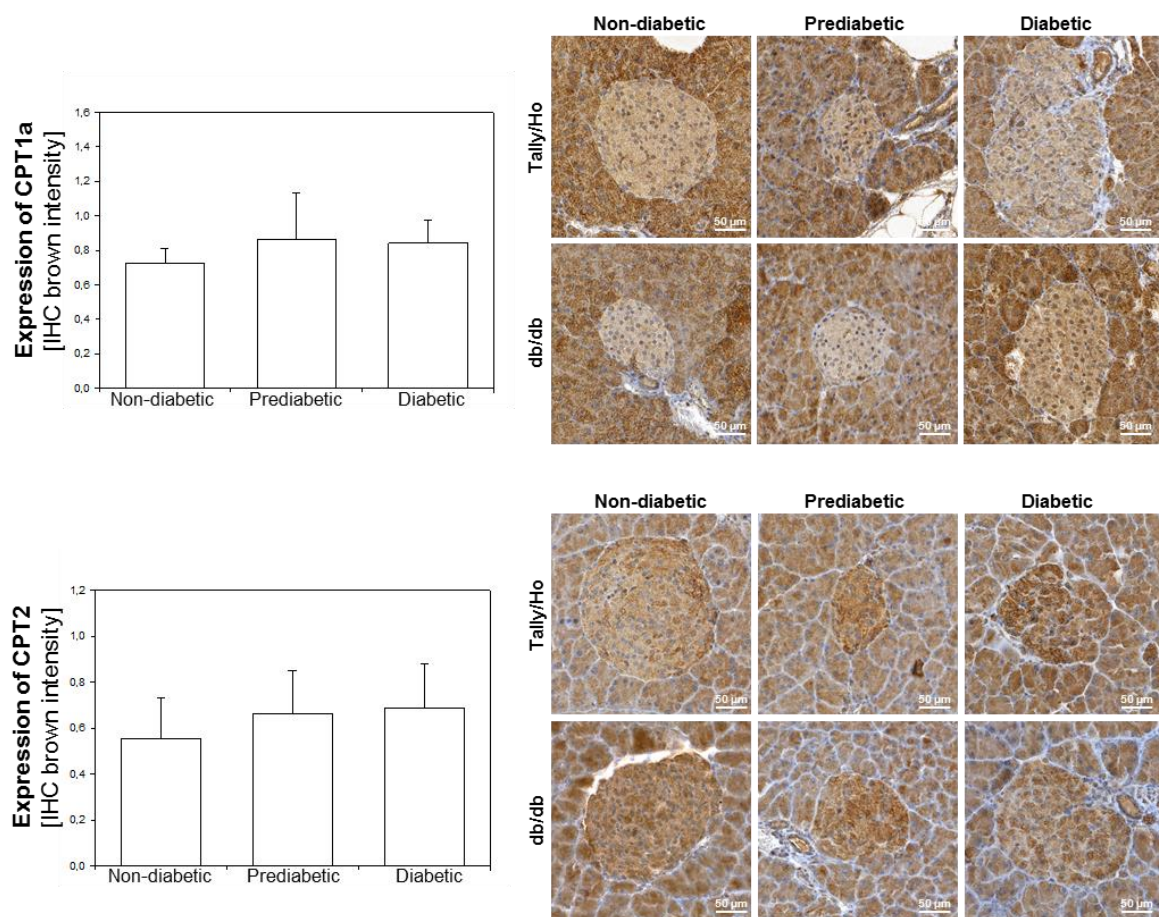 Expression of CPT1a
[IHC brown intensity]
1,6
1,4
1,2
1,0
0,8
0,6
0,4
0,2
0,0
Non-diabetic Prediabetic Diabetic
Non-diabetic Prediabetic Diabetic
Tally/Ho
50 µm 50 µm 50 µm
db/db
50 µm 50 µm 50 µm
Expression of CPT2
[IHC brown intensity]
1,2
1,0
0,8
0,6
0,4
0,2
0,0
Non-diabetic Prediabetic Diabetic
Non-diabetic Prediabetic Diabetic
Tally/Ho
50 µm 50 µm 50 µm
db/db
50 µm 50 µm 50 µm